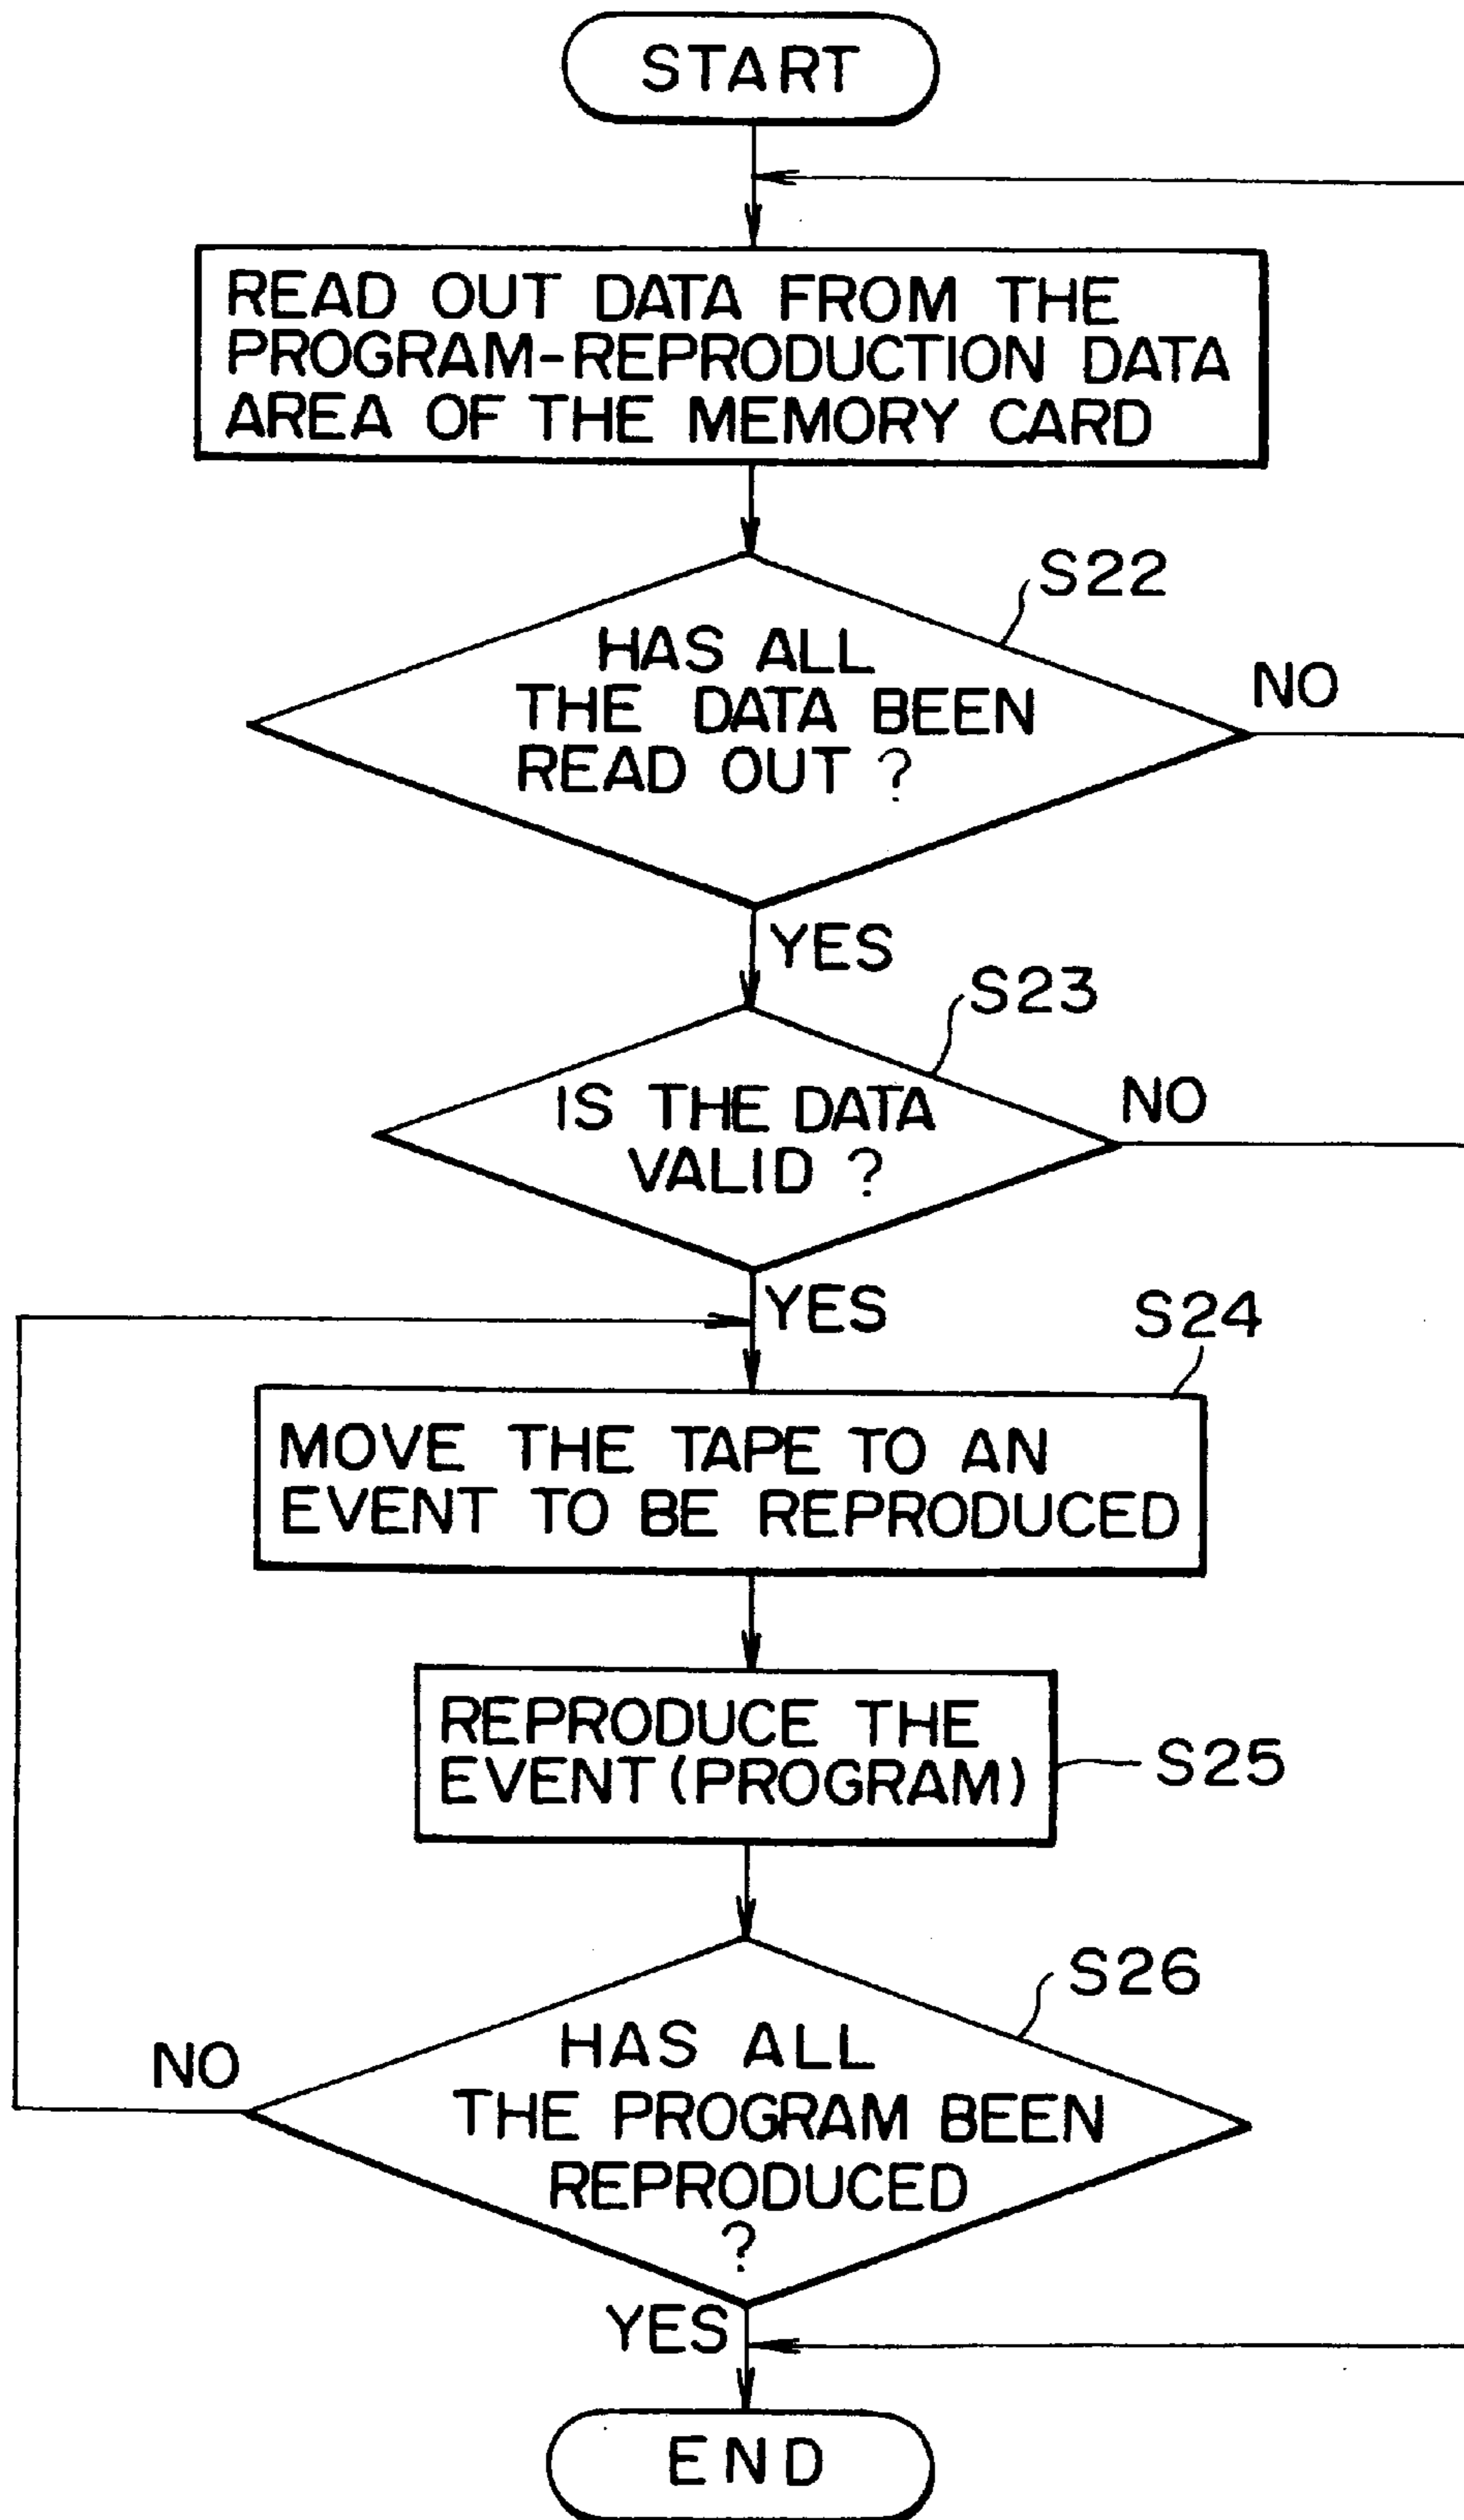 START
READ OUT DATA FROM THE
PROGRAM-REPRODUCTION DATA
AREA OF THE MEMORY CARD
S22
HAS ALL
THE DATA BEEN
READ OUT ?
NO
YES
S23
IS THE DATA
VALID ?
NO
YES
S24
MOVE THE TAPE TO AN
EVENT TO BE REPRODUCED
REPRODUCE THE
EVENT (PROGRAM)
S25
S26
HAS ALL
THE PROGRAM BEEN
REPRODUCED
?
NO
YES
END